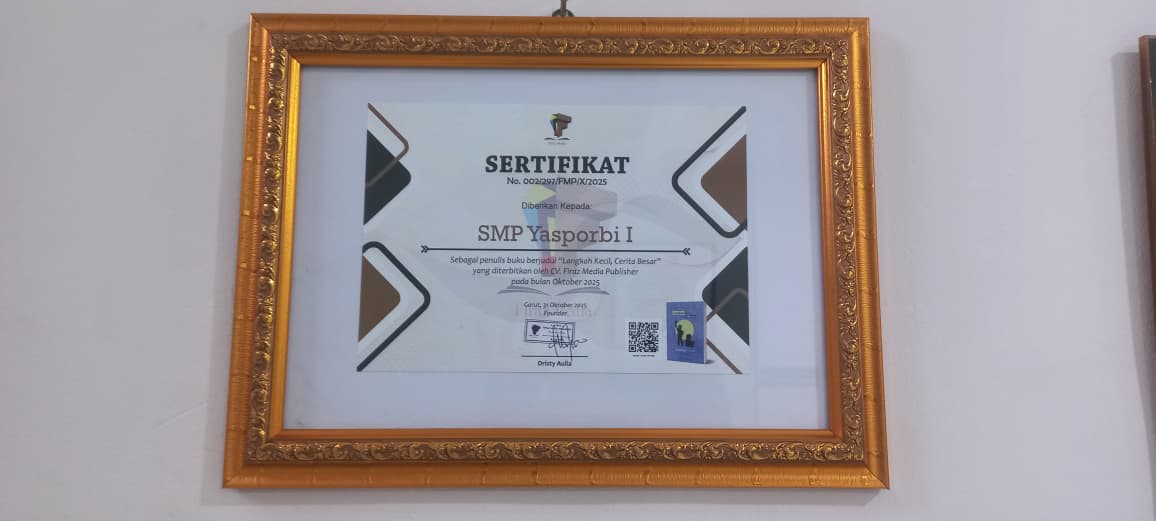 SERTIFIKAT
No. 002/297/FMP/X/2025
Diberikan Kepada:
SMP Yasporbi I
Sebagai penulis buku berjudul "Langkah Kecil, Cerita Besar"
yang diterbitkan oleh CV. Firaz Media Publisher
pada bulan Oktober 2025
Garut, 31 Oktober 2025
Founder
Dristy Aulia